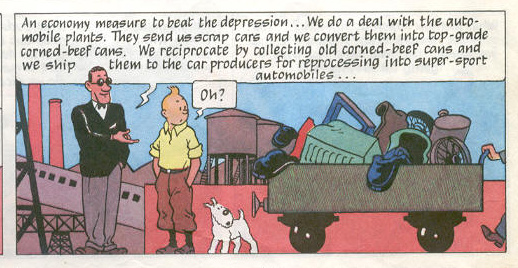 An economy measure to beat the depression... We do a deal with the auto-
mobile plants. They send us scrap cars and we convert them into top-grade
corned-beef cans. We reciprocate by collecting old corned-beef cans and
we ship them to the car producers for reprocessing into super-sport
automobiles...
Oh?